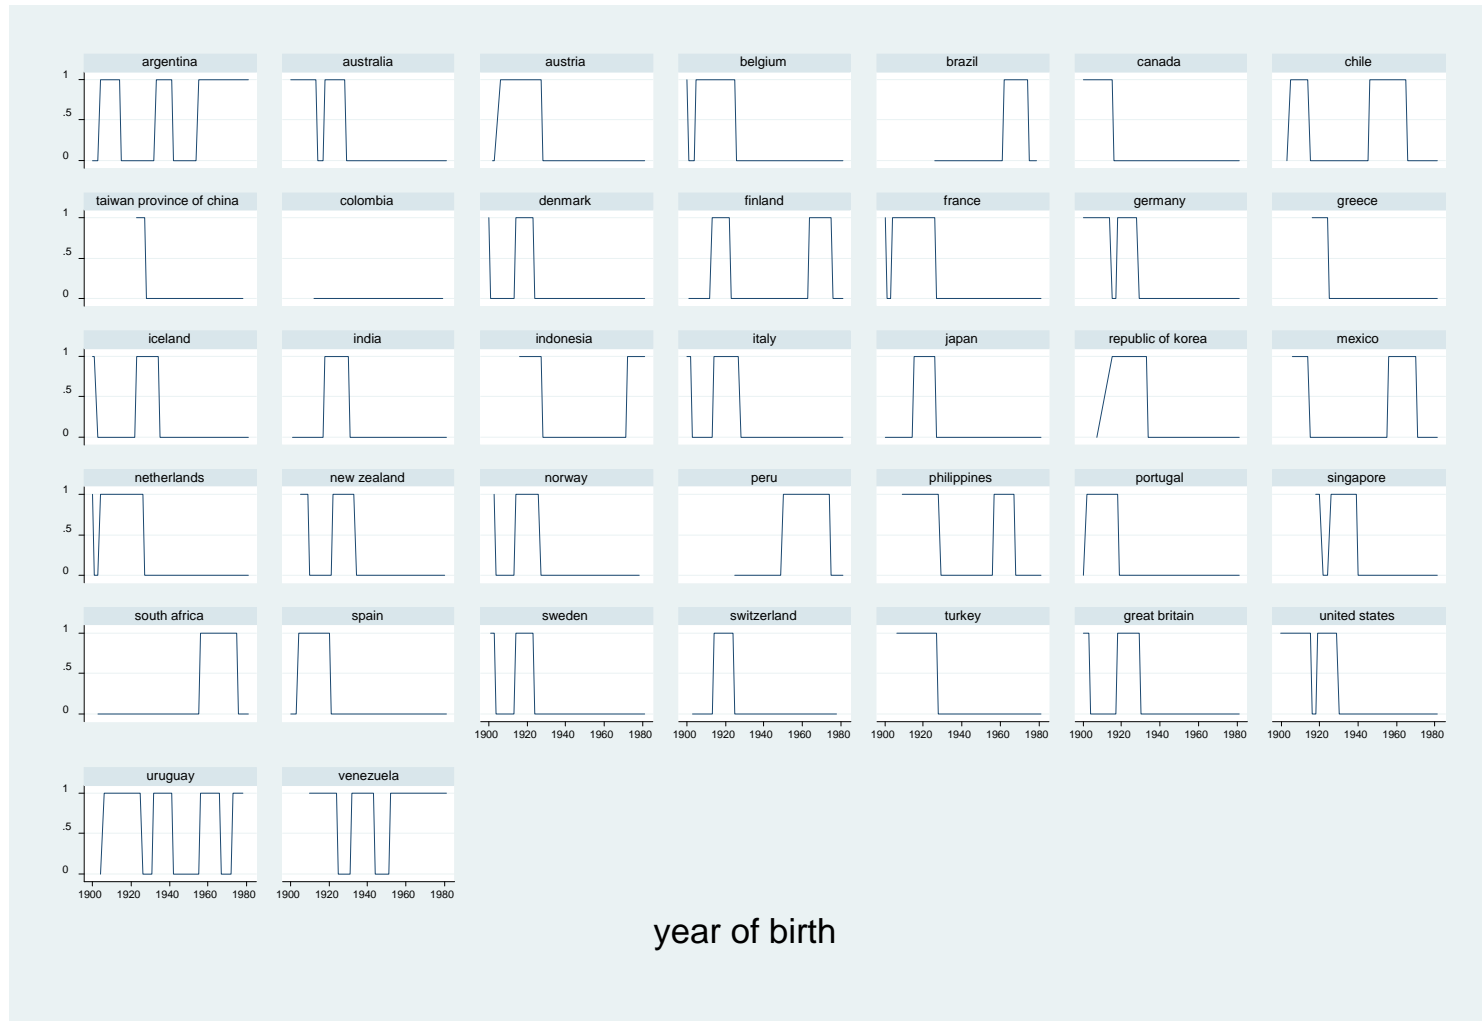 argentina australia austria belgium brazil canada chile
1
.5
0
taiwan province of china colombia denmark finland france germany greece
1
.5
0
iceland india indonesia italy japan republic of korea mexico
1
.5
0
netherlands new zealand norway peru philippines portugal singapore
1
.5
0
south africa spain sweden switzerland turkey great britain united states
1
.5
0
1900 1920 1940 1960 1980 1900 1920 1940 1960 1980 1900 1920 1940 1960 1980 1900 1920 1940 1960 1980 1900 1920 1940 1960 1980
uruguay venezuela
1
.5
0
1900 1920 1940 1960 1980 1900 1920 1940 1960 1980
year of birth